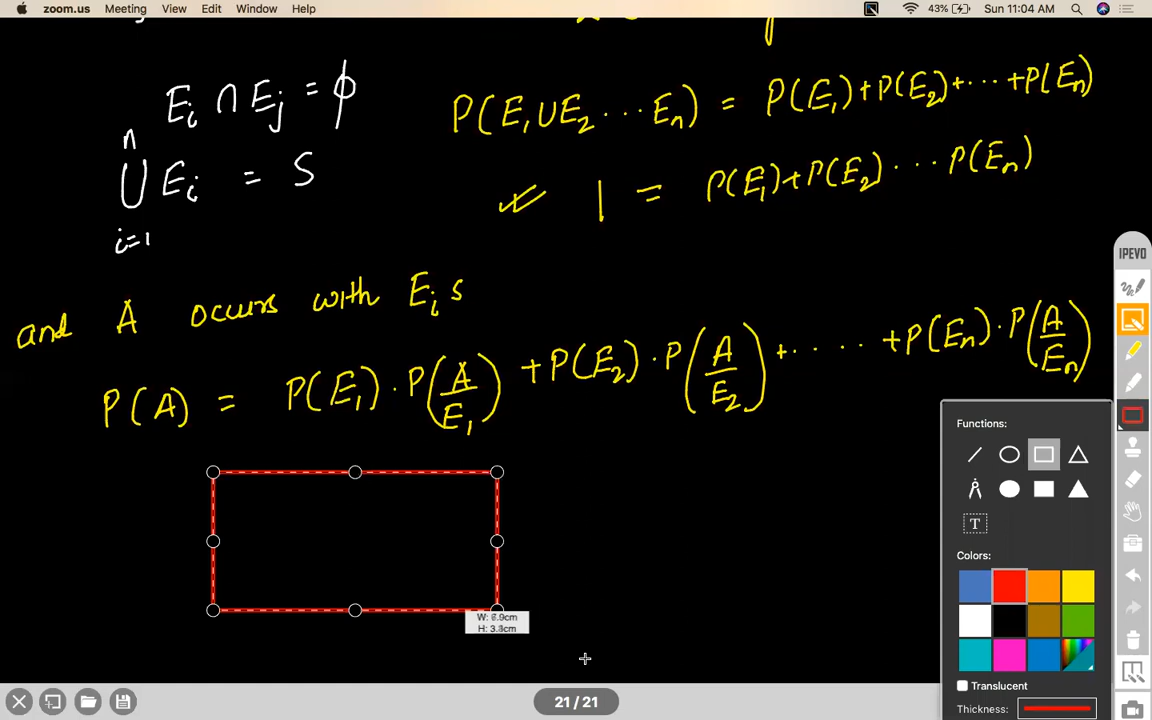 zoom.us Meeting View Edit Window Help 43% Sun 11:04 AM
Ei ∩ Ej = ϕ
P(E1 ∪ E2 ... En) = P(E1) + P(E2) + ... + P(En)
n
∪ Ei = S
i=1
1 = P(E1) + P(E2) ... P(En)
and A occurs with Ei s
P(A) = P(E1) · P(A/E1) + P(E2) · P(A/E2) + ..... + P(En) · P(A/En)
W: 6.9cm
IPEVO
Functions:
T
Colors:
Translucent
Thickness:
21 / 21